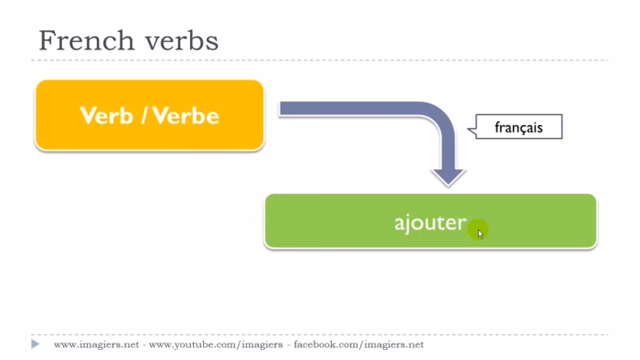 French verbs
Verb / Verbe
français
ajouter
www.imagiers.net - www.youtube.com/imagiers - facebook.com/imagiers.net